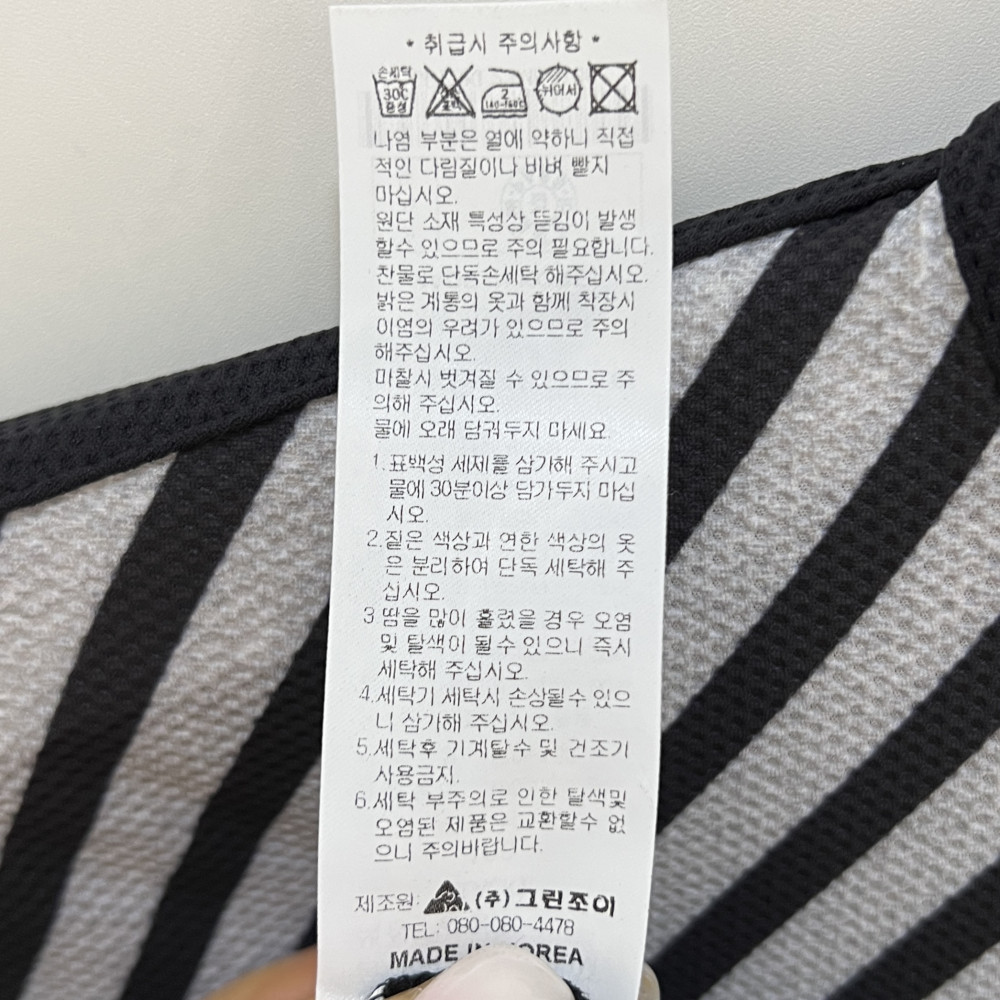 * 취급시 주의사항 *
손세탁
30C
중성
2
140~160℃
뉘어서
나염 부분은 열에 약하니 직접
적인 다림질이나 비벼 빨지
마십시오.
원단 소재 특성상 뜯김이 발생
할수 있으므로 주의 필요합니다.
찬물로 단독손세탁 해주십시오.
밝은 계통의 옷과 함께 착장시
이염의 우려가 있으므로 주의
해주십시오.
마찰시 벗겨질 수 있으므로 주
의해 주십시오.
물에 오래 담궈두지 마세요.
1. 표백성 세제를 삼가해 주시고
물에 30분이상 담가두지 마십
시오.
2. 짙은 색상과 연한 색상의 옷
은 분리하여 단독 세탁해 주
십시오.
3 땀을 많이 흘렸을 경우 오염
및 탈색이 될수 있으니 즉시
세탁해 주십시오.
4. 세탁기 세탁시 손상될수 있으
니 삼가해 주십시오.
5. 세탁후 기계탈수 및 건조기
사용금지.
6. 세탁 부주의로 인한 탈색및
오염된 제품은 교환할수 없
으니 주의바랍니다.
제조원: (주)그린조이
TEL: 080-080-4478
MADE IN KOREA